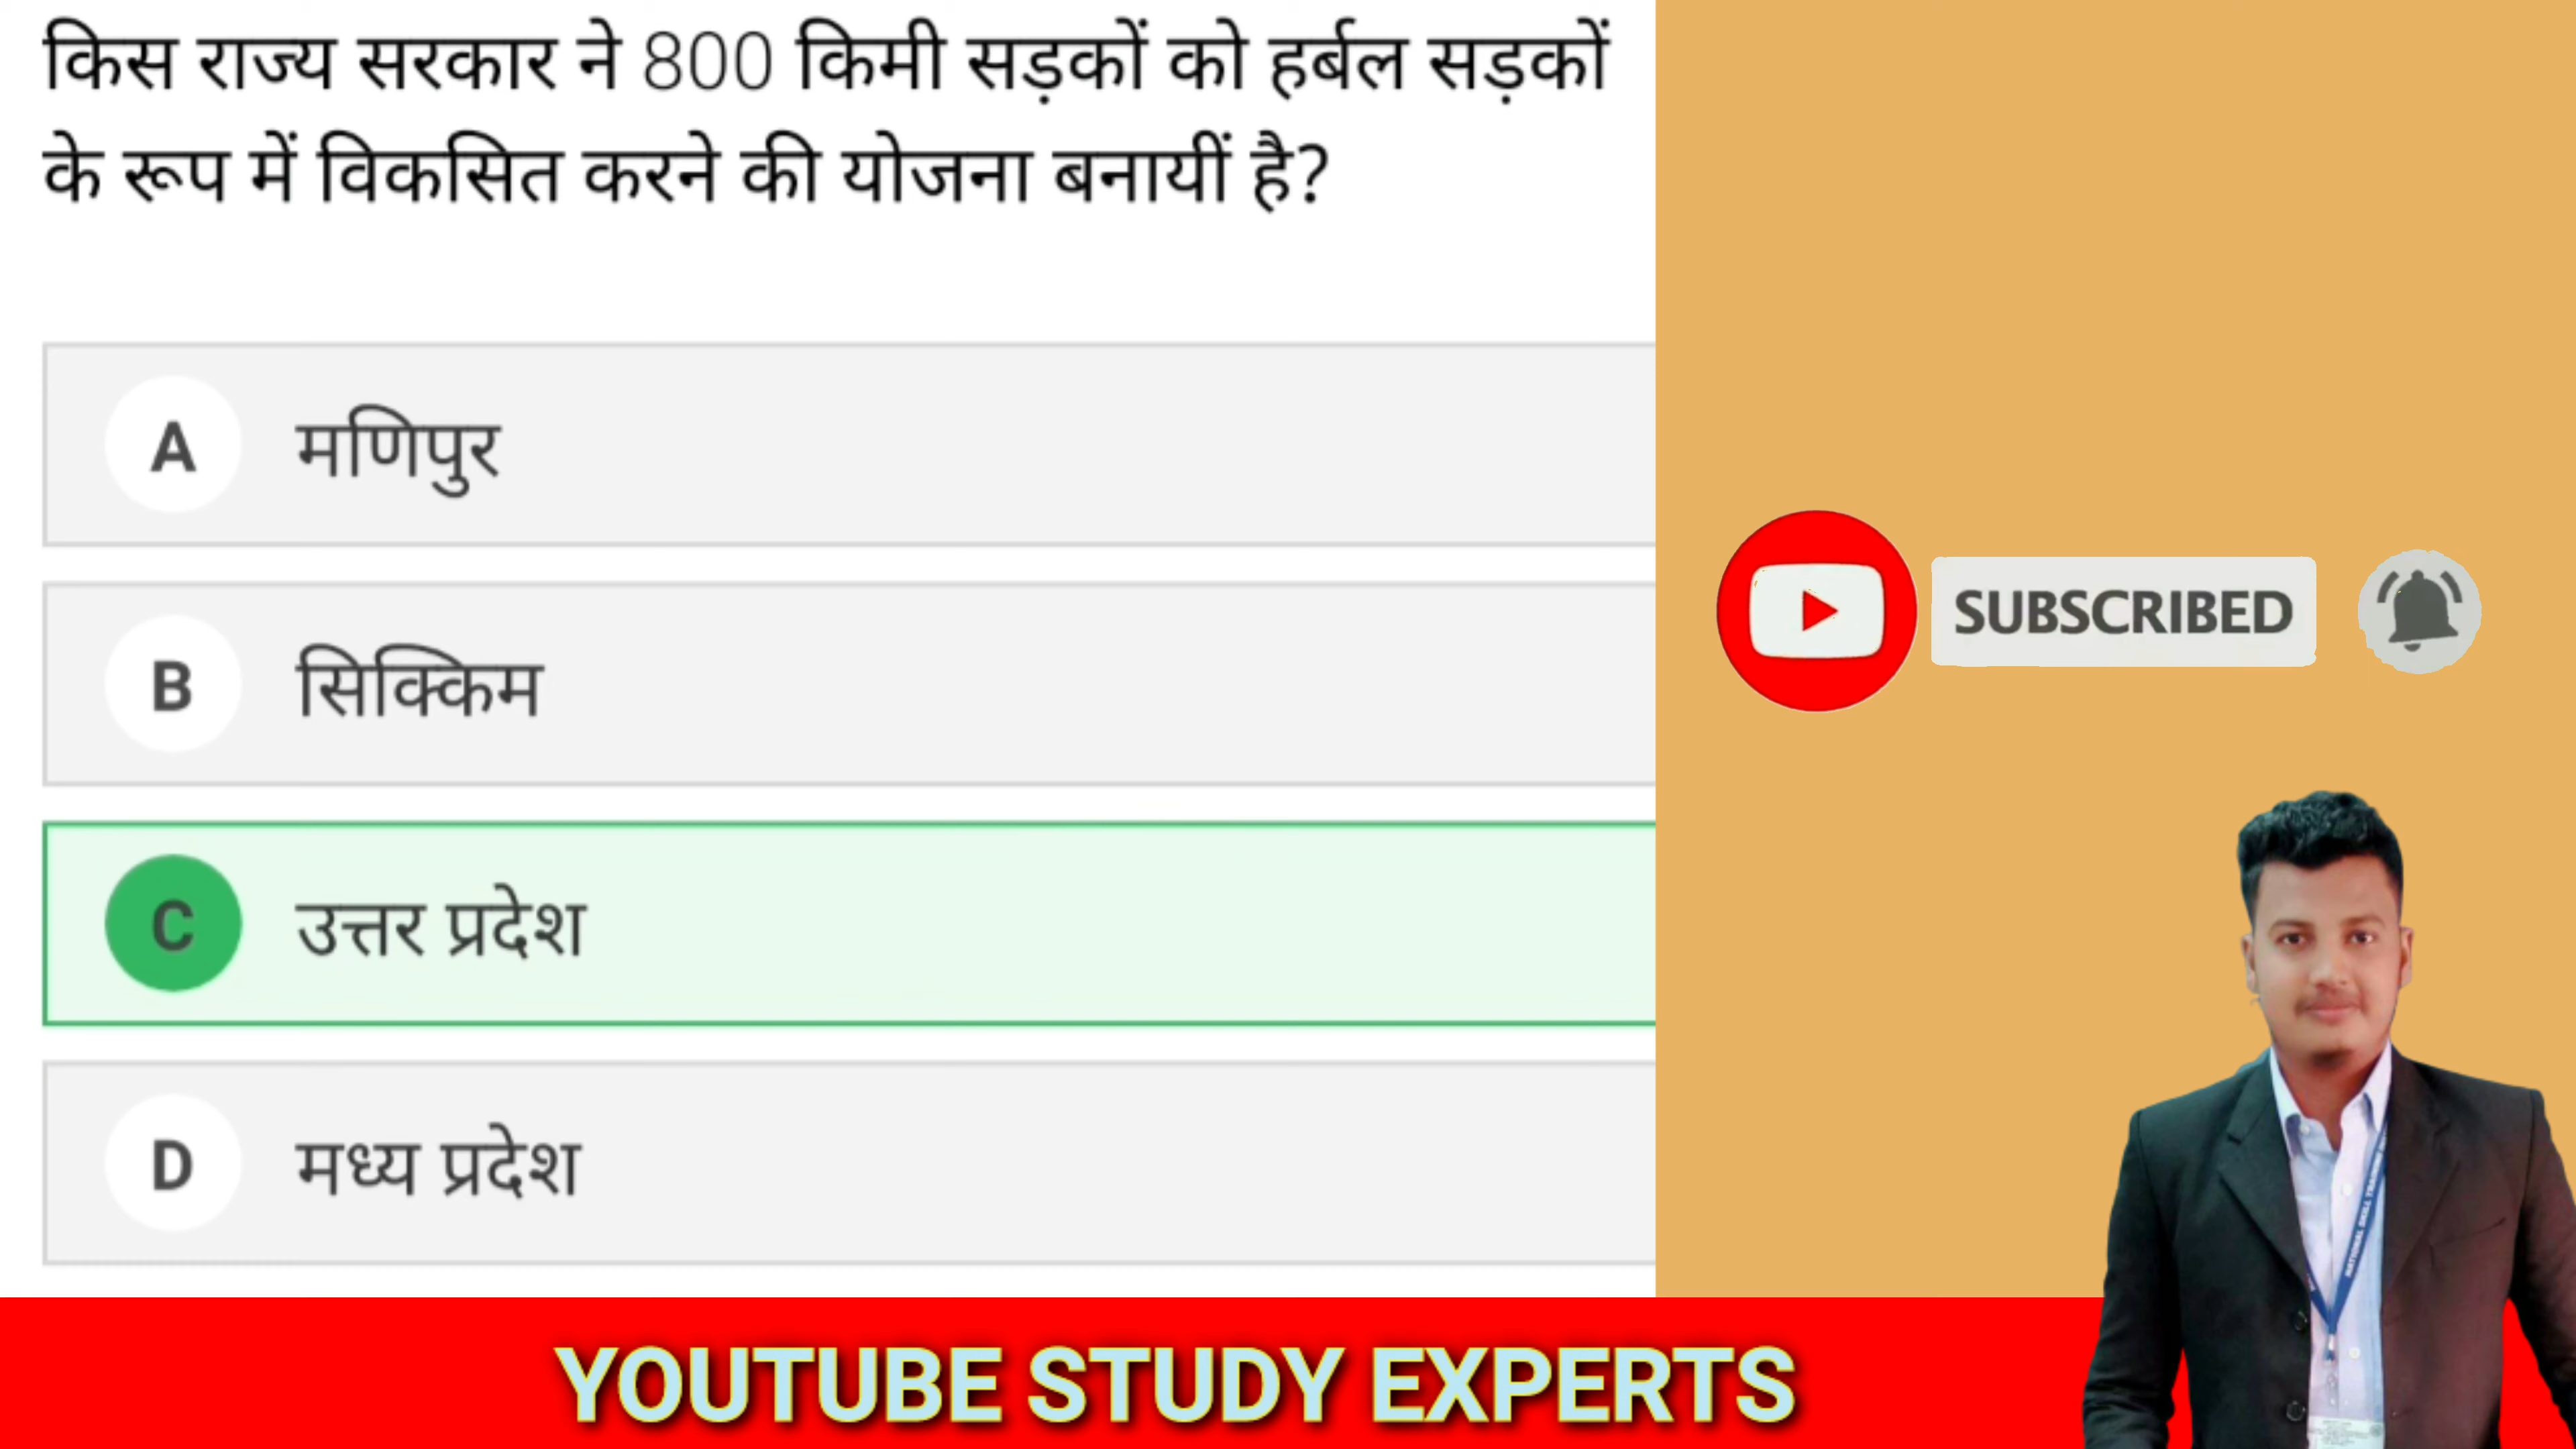 किस राज्य सरकार ने 800 किमी सड़कों को हर्बल सड़कों
के रूप में विकसित करने की योजना बनायीं है?
A मणिपुर
B सिक्किम
SUBSCRIBED
C उत्तर प्रदेश
D मध्य प्रदेश
YOUTUBE STUDY EXPERTS